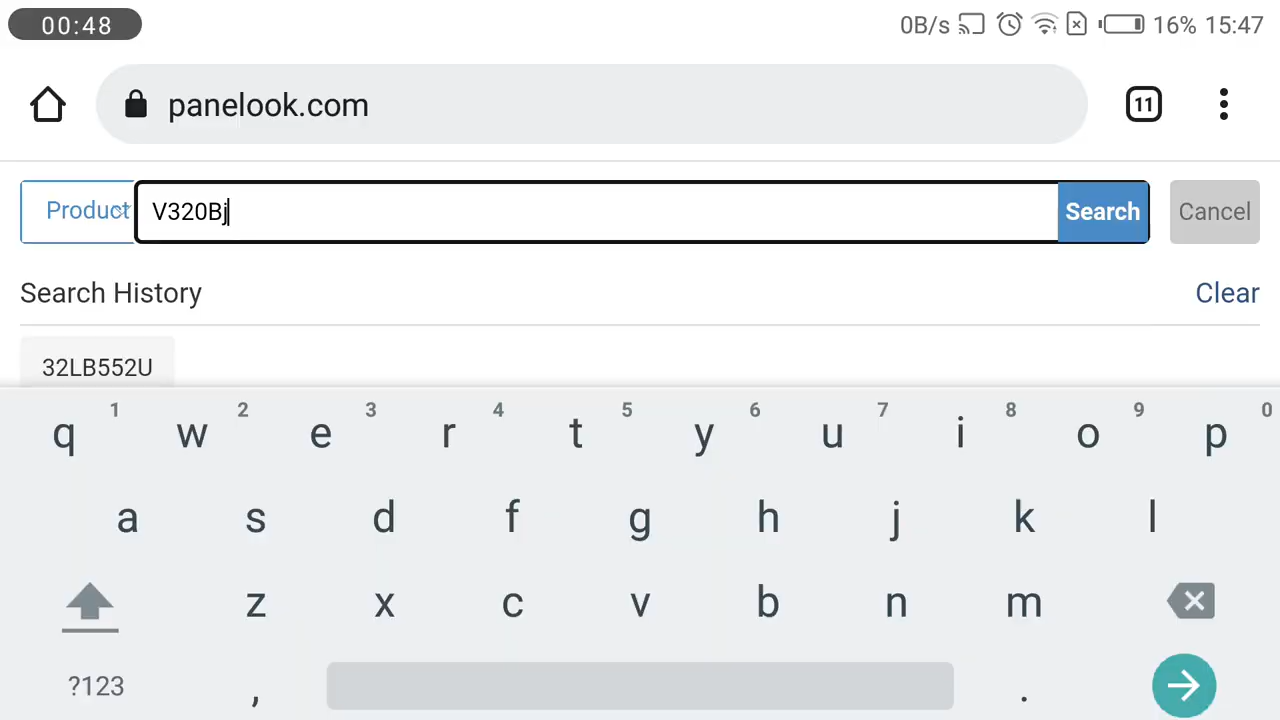 00:48
0B/s 16% 15:47
panelook.com
11
Product V320Bj Search Cancel
Search History Clear
32LB552U
1 2 3 4 5 6 7 8 9 0
q w e r t y u i o p
a s d f g h j k l
z x c v b n m
?123 , .